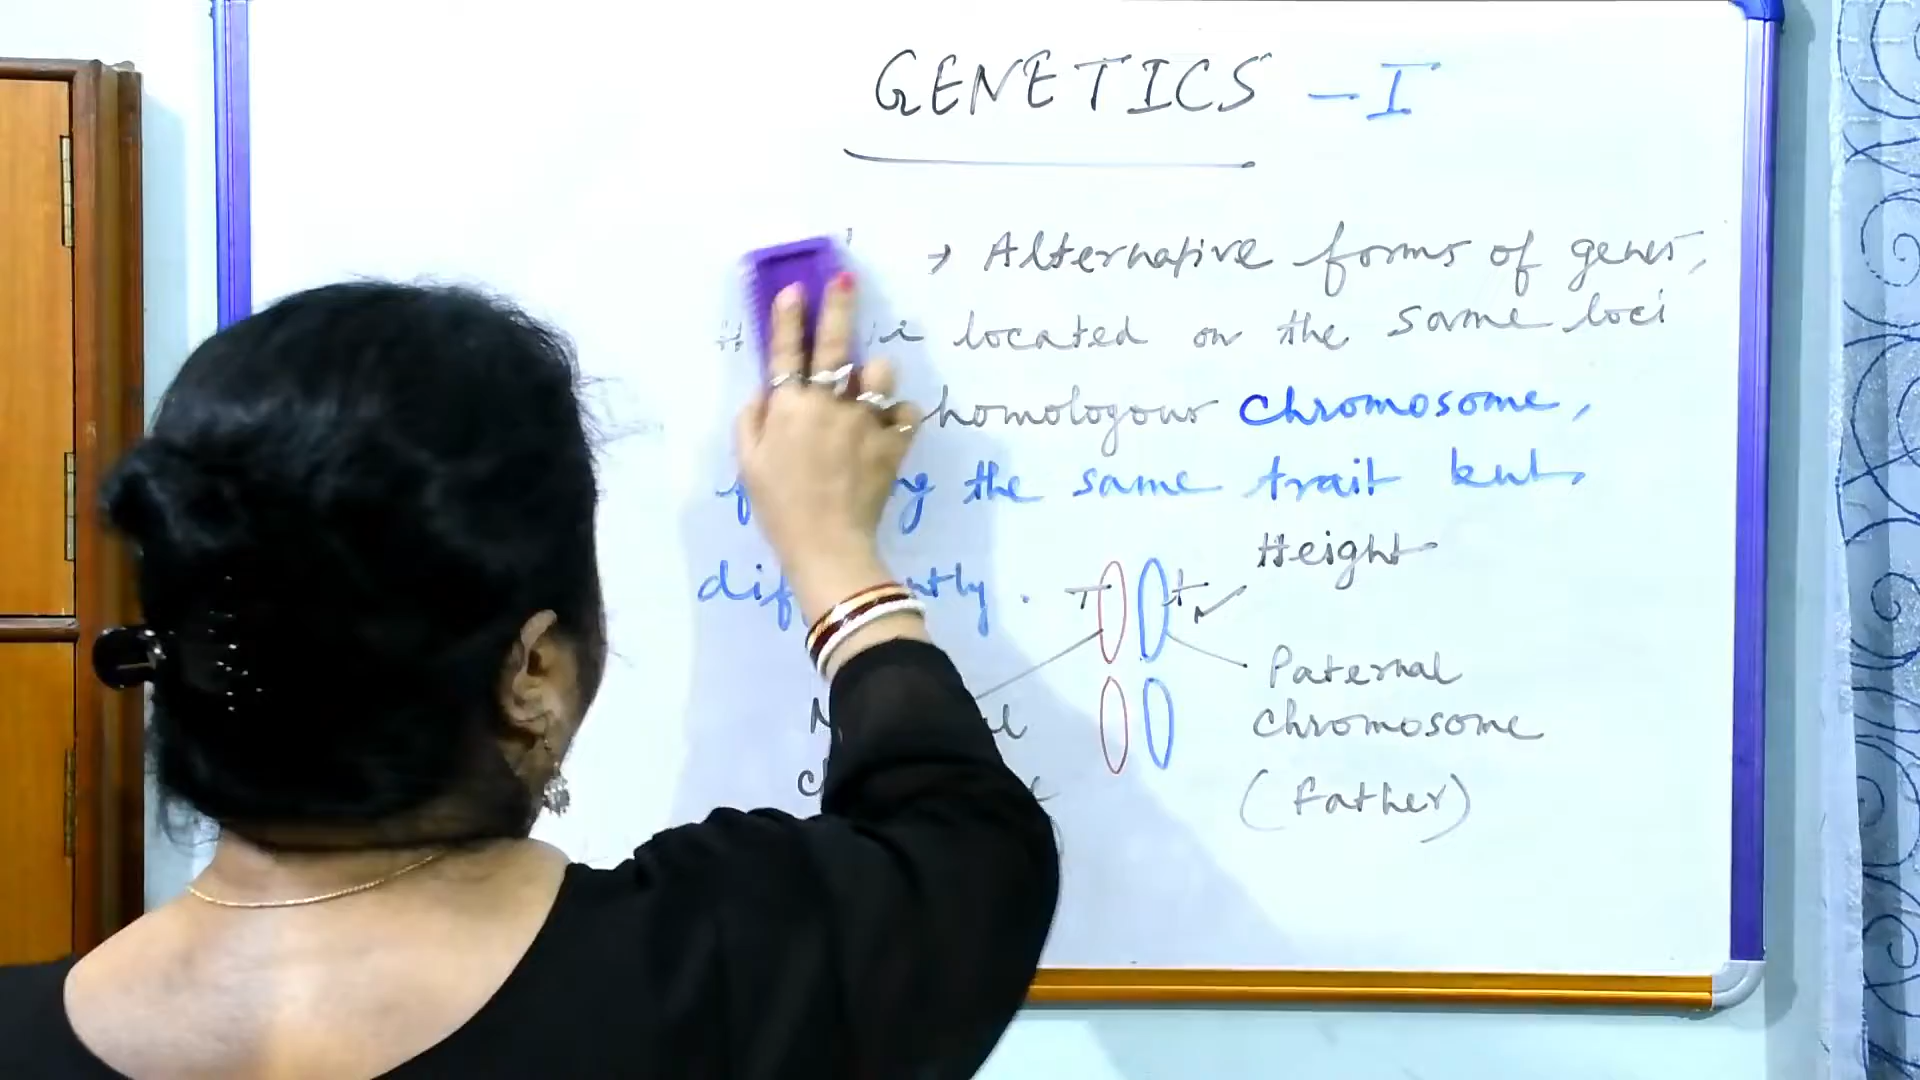 GENETICS - I
→ Alternative forms of genes,
located on the same loci
homologous chromosome,
the same trait but
Height
T t
Paternal
chromosome
(father)